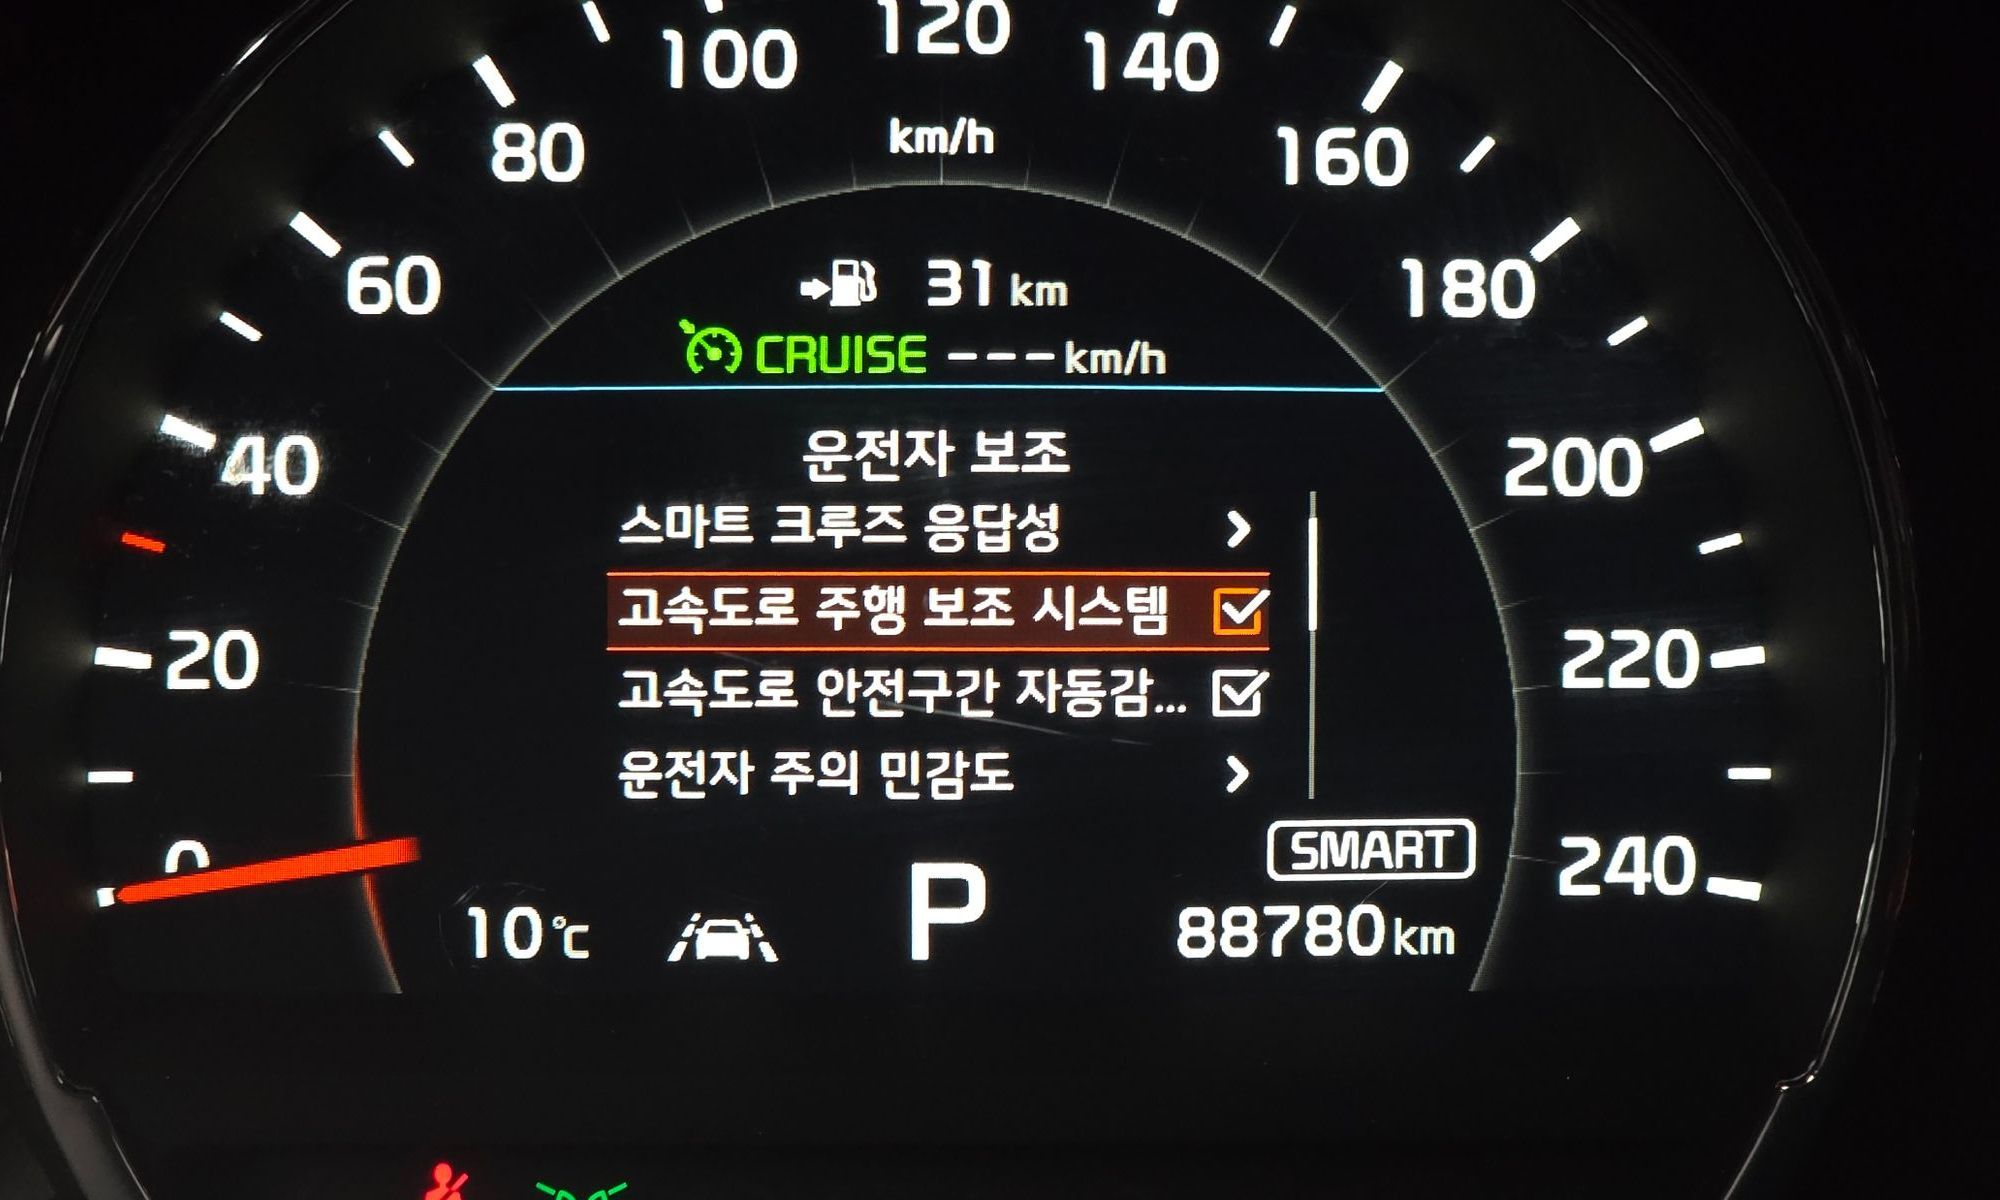 120
100
140
80
km/h
160
60
31 km
180
CRUISE ---km/h
40
운전자 보조
200
스마트 크루즈 응답성
고속도로 주행 보조 시스템
20
220
고속도로 안전구간 자동감...
운전자 주의 민감도
0
SMART
240
10°C
P
88780 km